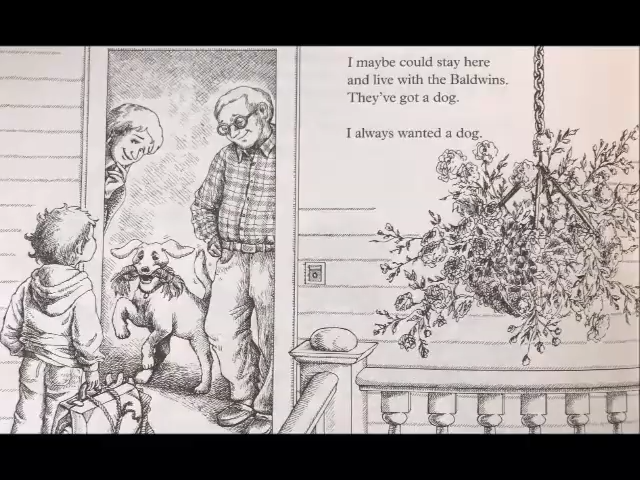 I maybe could stay here
and live with the Baldwins.
They've got a dog.
I always wanted a dog.